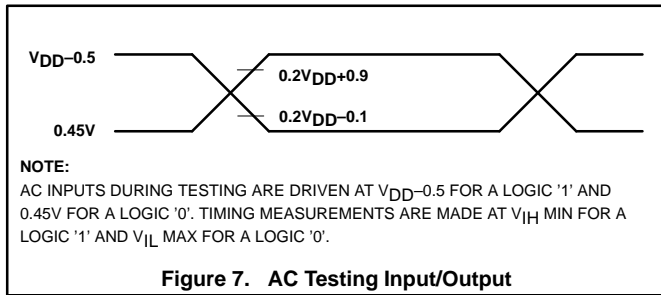 VDD–0.5
0.2VDD+0.9
0.2VDD–0.1
0.45V
NOTE:
AC INPUTS DURING TESTING ARE DRIVEN AT VDD–0.5 FOR A LOGIC '1' AND
0.45V FOR A LOGIC '0'. TIMING MEASUREMENTS ARE MADE AT VIH MIN FOR A
LOGIC '1' AND VIL MAX FOR A LOGIC '0'.
Figure 7. AC Testing Input/Output